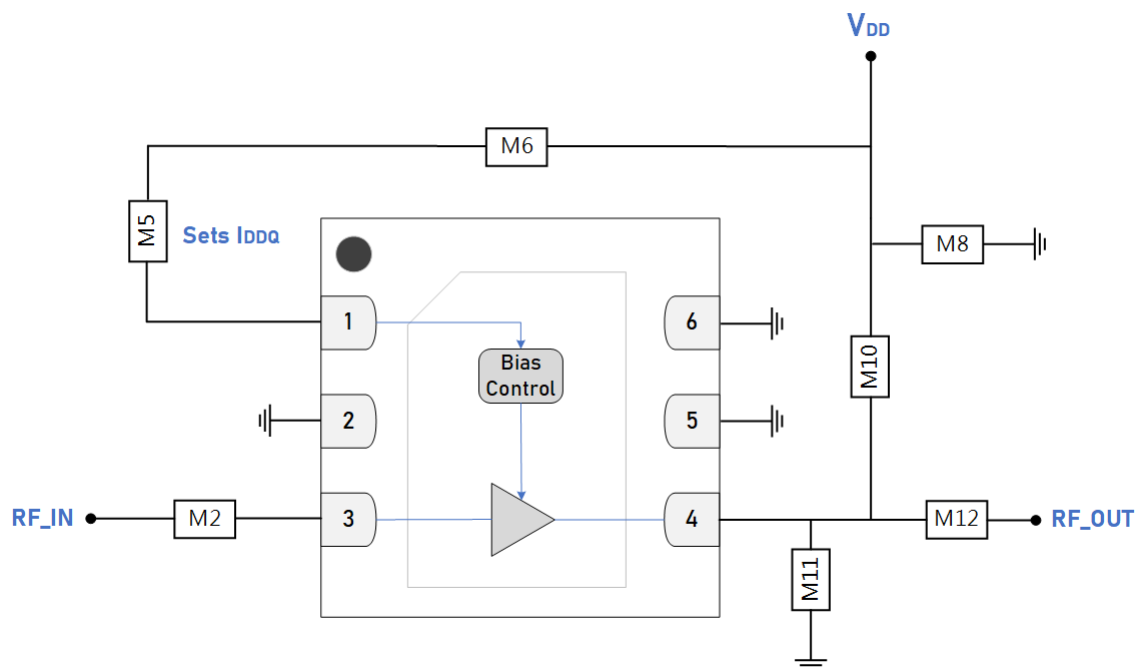 VDD
M6
M5
Sets IDDQ
M8
1
6
Bias
Control
M10
2
5
RF_IN
M2
3
4
M12
RF_OUT
M11